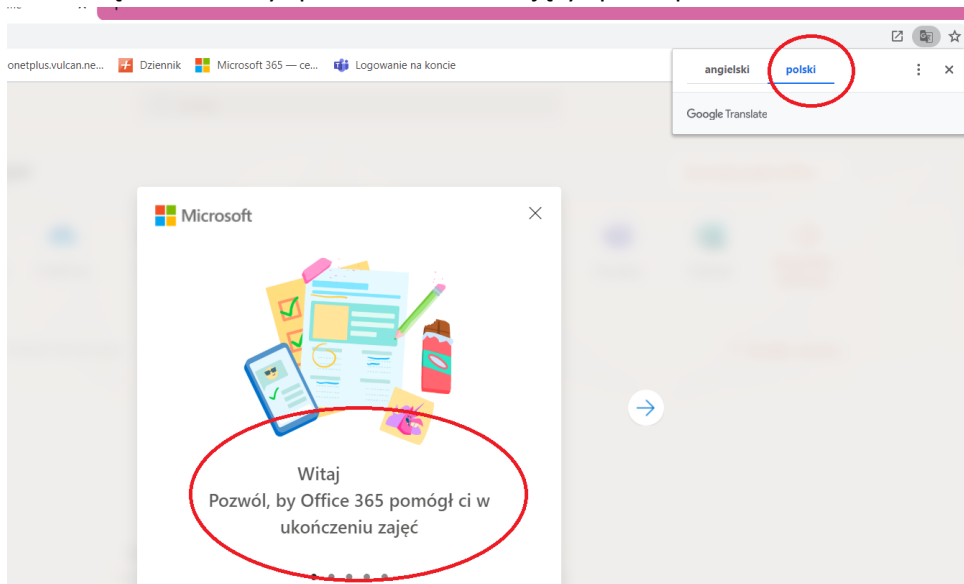 onetplus.vulcan.ne...
Dziennik
Microsoft 365 — ce...
Logowanie na koncie
angielski
polski
Google Translate
Microsoft
Witaj
Pozwól, by Office 365 pomógł ci w
ukończeniu zajęć